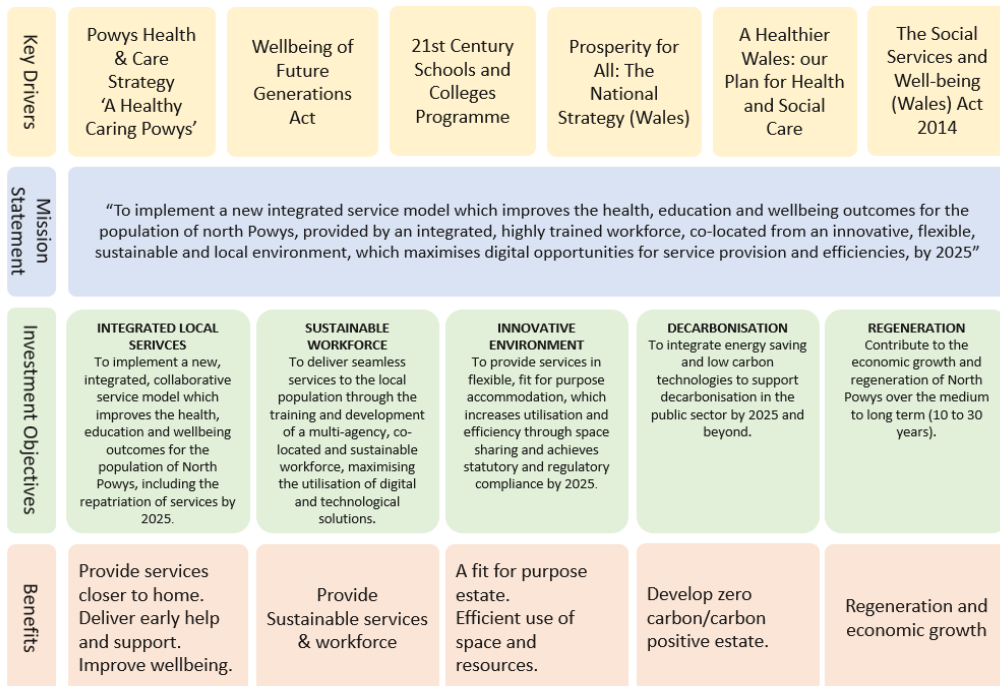 Key Drivers
Powys Health
& Care
Strategy
‘A Healthy
Caring Powys’
Wellbeing of
Future
Generations
Act
21st Century
Schools and
Colleges
Programme
Prosperity for
All: The
National
Strategy (Wales)
A Healthier
Wales: our
Plan for Health
and Social
Care
The Social
Services and
Well-being
(Wales) Act
2014
Mission
Statement
“To implement a new integrated service model which improves the health, education and wellbeing outcomes for the
population of north Powys, provided by an integrated, highly trained workforce, co-located from an innovative, flexible,
sustainable and local environment, which maximises digital opportunities for service provision and efficiencies, by 2025”
Investment Objectives
INTEGRATED LOCAL
SERIVCES
To implement a new,
integrated, collaborative
service model which
improves the health,
education and wellbeing
outcomes for the
population of North
Powys, including the
repatriation of services by
2025.
SUSTAINABLE
WORKFORCE
To deliver seamless
services to the local
population through the
training and development
of a multi-agency, co-
located and sustainable
workforce, maximising
the utilisation of digital
and technological
solutions.
INNOVATIVE
ENVIRONMENT
To provide services in
flexible, fit for purpose
accommodation, which
increases utilisation and
efficiency through space
sharing and achieves
statutory and regulatory
compliance by 2025.
DECARBONISATION
To integrate energy saving
and low carbon
technologies to support
decarbonisation in the
public sector by 2025 and
beyond.
REGENERATION
Contribute to the
economic growth and
regeneration of North
Powys over the medium
to long term (10 to 30
years).
Benefits
Provide services
closer to home.
Deliver early help
and support.
Improve wellbeing.
Provide
Sustainable services
& workforce
A fit for purpose
estate.
Efficient use of
space and
resources.
Develop zero
carbon/carbon
positive estate.
Regeneration and
economic growth